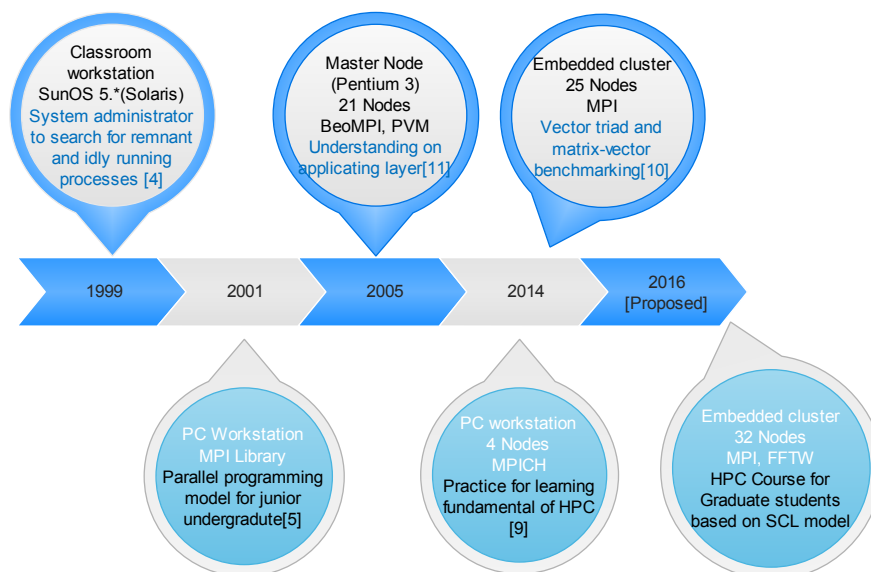 Classroom
workstation
SunOS 5.*(Solaris)
System administrator
to search for remnant
and idly running
processes [4]
Master Node
(Pentium 3)
21 Nodes
BeoMPI, PVM
Understanding on
applicating layer[11]
Embedded cluster
25 Nodes
MPI
Vector triad and
matrix-vector
benchmarking[10]
1999
2001
2005
2014
2016
[Proposed]
PC Workstation
MPI Library
Parallel programming
model for junior
undergradute[5]
PC workstation
4 Nodes
MPICH
Practice for learning
fundamental of HPC
[9]
Embedded cluster
32 Nodes
MPI, FFTW
HPC Course for
Graduate students
based on SCL model